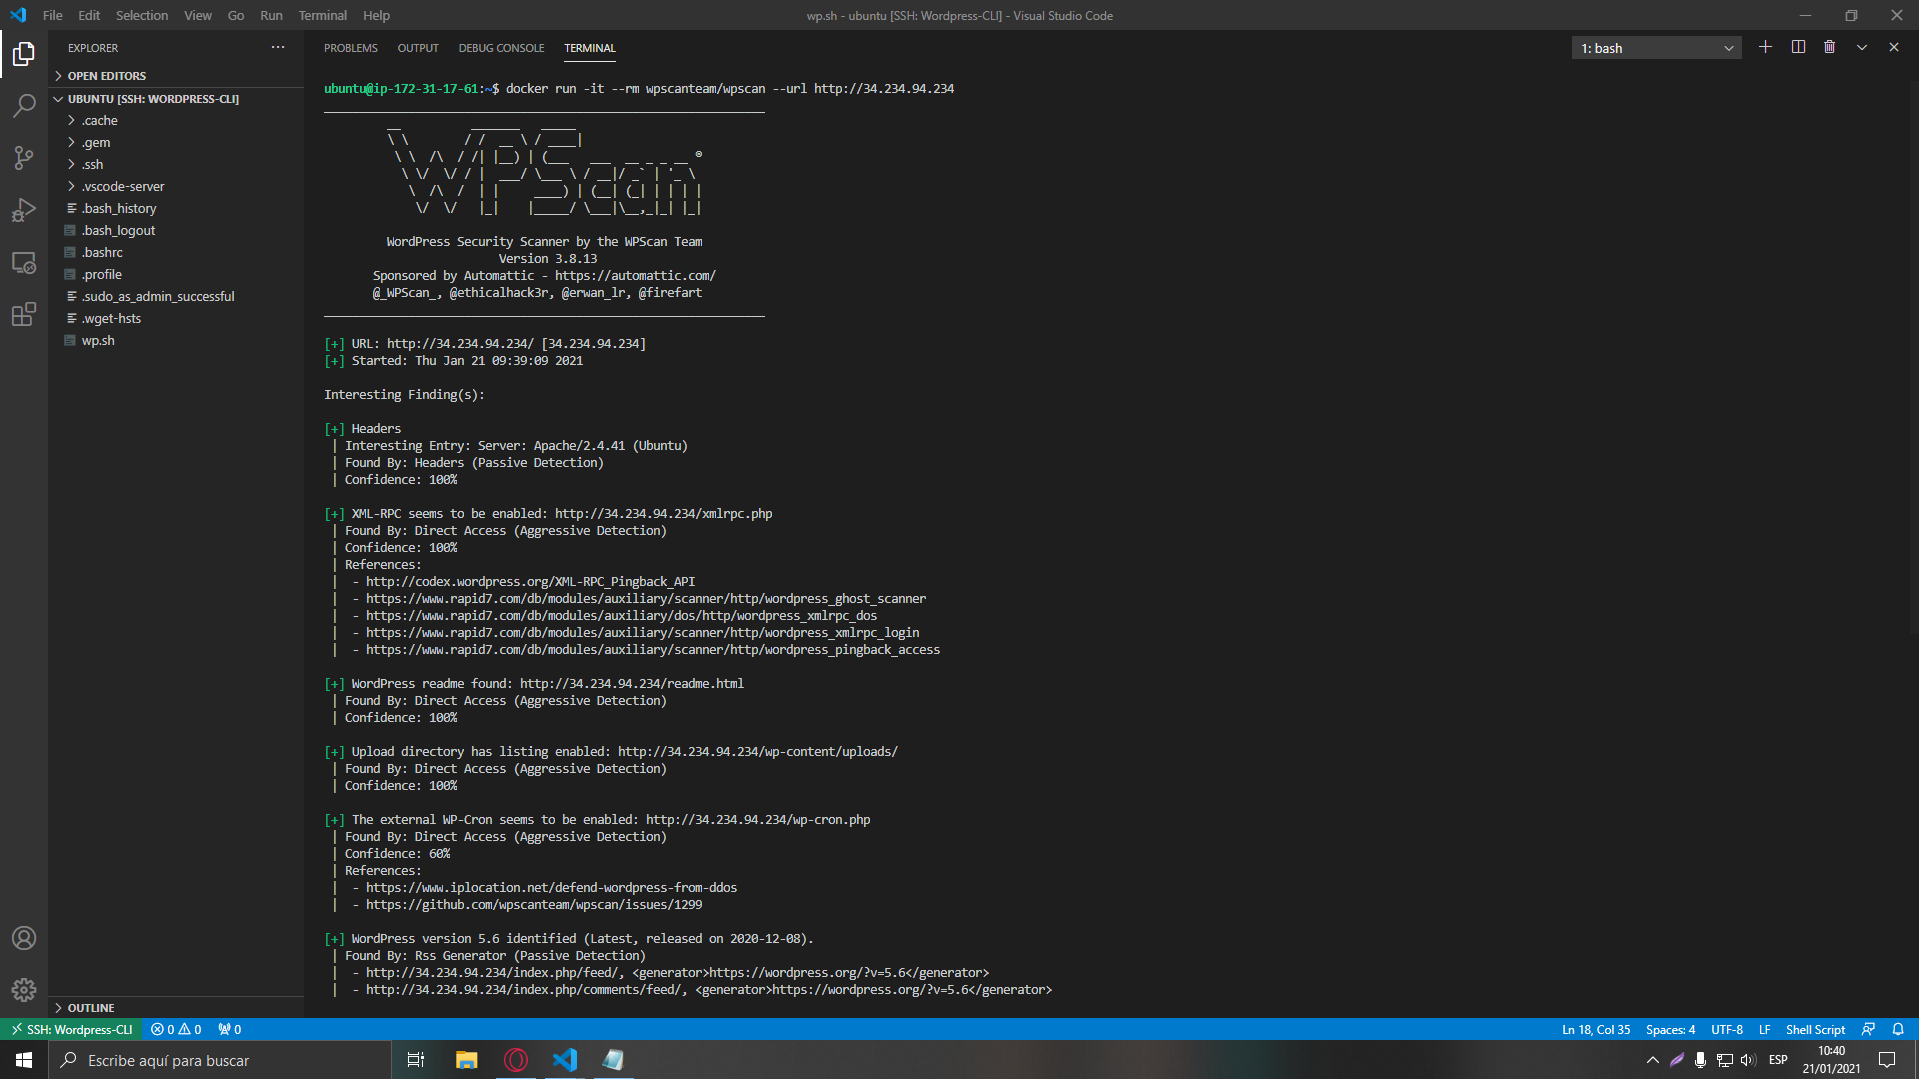 File Edit Selection View Go Run Terminal Help
wp.sh - ubuntu [SSH: Wordpress-CLI] - Visual Studio Code
EXPLORER
OPEN EDITORS
UBUNTU [SSH: WORDPRESS-CLI]
.cache
.gem
.ssh
.vscode-server
.bash_history
.bash_logout
.bashrc
.profile
.sudo_as_admin_successful
.wget-hsts
wp.sh
OUTLINE
PROBLEMS OUTPUT DEBUG CONSOLE TERMINAL
1: bash
ubuntu@ip-172-31-17-61:~$ docker run -it --rm wpscanteam/wpscan --url http://34.234.94.234
WPScan ®
WordPress Security Scanner by the WPScan Team
Version 3.8.13
Sponsored by Automattic - https://automattic.com/
@_WPScan_, @ethicalhack3r, @erwan_lr, @firefart
[+] URL: http://34.234.94.234/ [34.234.94.234]
[+] Started: Thu Jan 21 09:39:09 2021
Interesting Finding(s):
[+] Headers
| Interesting Entry: Server: Apache/2.4.41 (Ubuntu)
| Found By: Headers (Passive Detection)
| Confidence: 100%
[+] XML-RPC seems to be enabled: http://34.234.94.234/xmlrpc.php
| Found By: Direct Access (Aggressive Detection)
| Confidence: 100%
| References:
|  - http://codex.wordpress.org/XML-RPC_Pingback_API
|  - https://www.rapid7.com/db/modules/auxiliary/scanner/http/wordpress_ghost_scanner
|  - https://www.rapid7.com/db/modules/auxiliary/dos/http/wordpress_xmlrpc_dos
|  - https://www.rapid7.com/db/modules/auxiliary/scanner/http/wordpress_xmlrpc_login
|  - https://www.rapid7.com/db/modules/auxiliary/scanner/http/wordpress_pingback_access
[+] WordPress readme found: http://34.234.94.234/readme.html
| Found By: Direct Access (Aggressive Detection)
| Confidence: 100%
[+] Upload directory has listing enabled: http://34.234.94.234/wp-content/uploads/
| Found By: Direct Access (Aggressive Detection)
| Confidence: 100%
[+] The external WP-Cron seems to be enabled: http://34.234.94.234/wp-cron.php
| Found By: Direct Access (Aggressive Detection)
| Confidence: 60%
| References:
|  - https://www.iplocation.net/defend-wordpress-from-ddos
|  - https://github.com/wpscanteam/wpscan/issues/1299
[+] WordPress version 5.6 identified (Latest, released on 2020-12-08).
| Found By: Rss Generator (Passive Detection)
|  - http://34.234.94.234/index.php/feed/, <generator>https://wordpress.org/?v=5.6</generator>
|  - http://34.234.94.234/index.php/comments/feed/, <generator>https://wordpress.org/?v=5.6</generator>
SSH: Wordpress-CLI 0 0 0
Ln 18, Col 35 Spaces: 4 UTF-8 LF Shell Script
Escribe aquí para buscar
ESP
10:40
21/01/2021